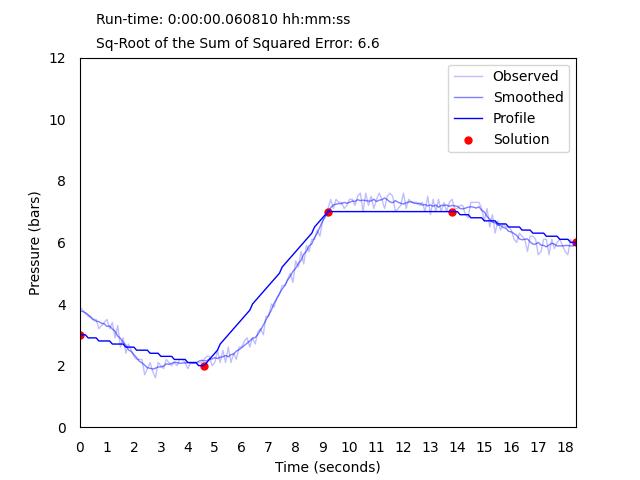 Run-time: 0:00:00.060810 hh:mm:ss
Sq-Root of the Sum of Squared Error: 6.6
12
10
8
6
4
2
0
Pressure (bars)
Observed
Smoothed
Profile
Solution
0 1 2 3 4 5 6 7 8 9 10 11 12 13 14 15 16 17 18
Time (seconds)